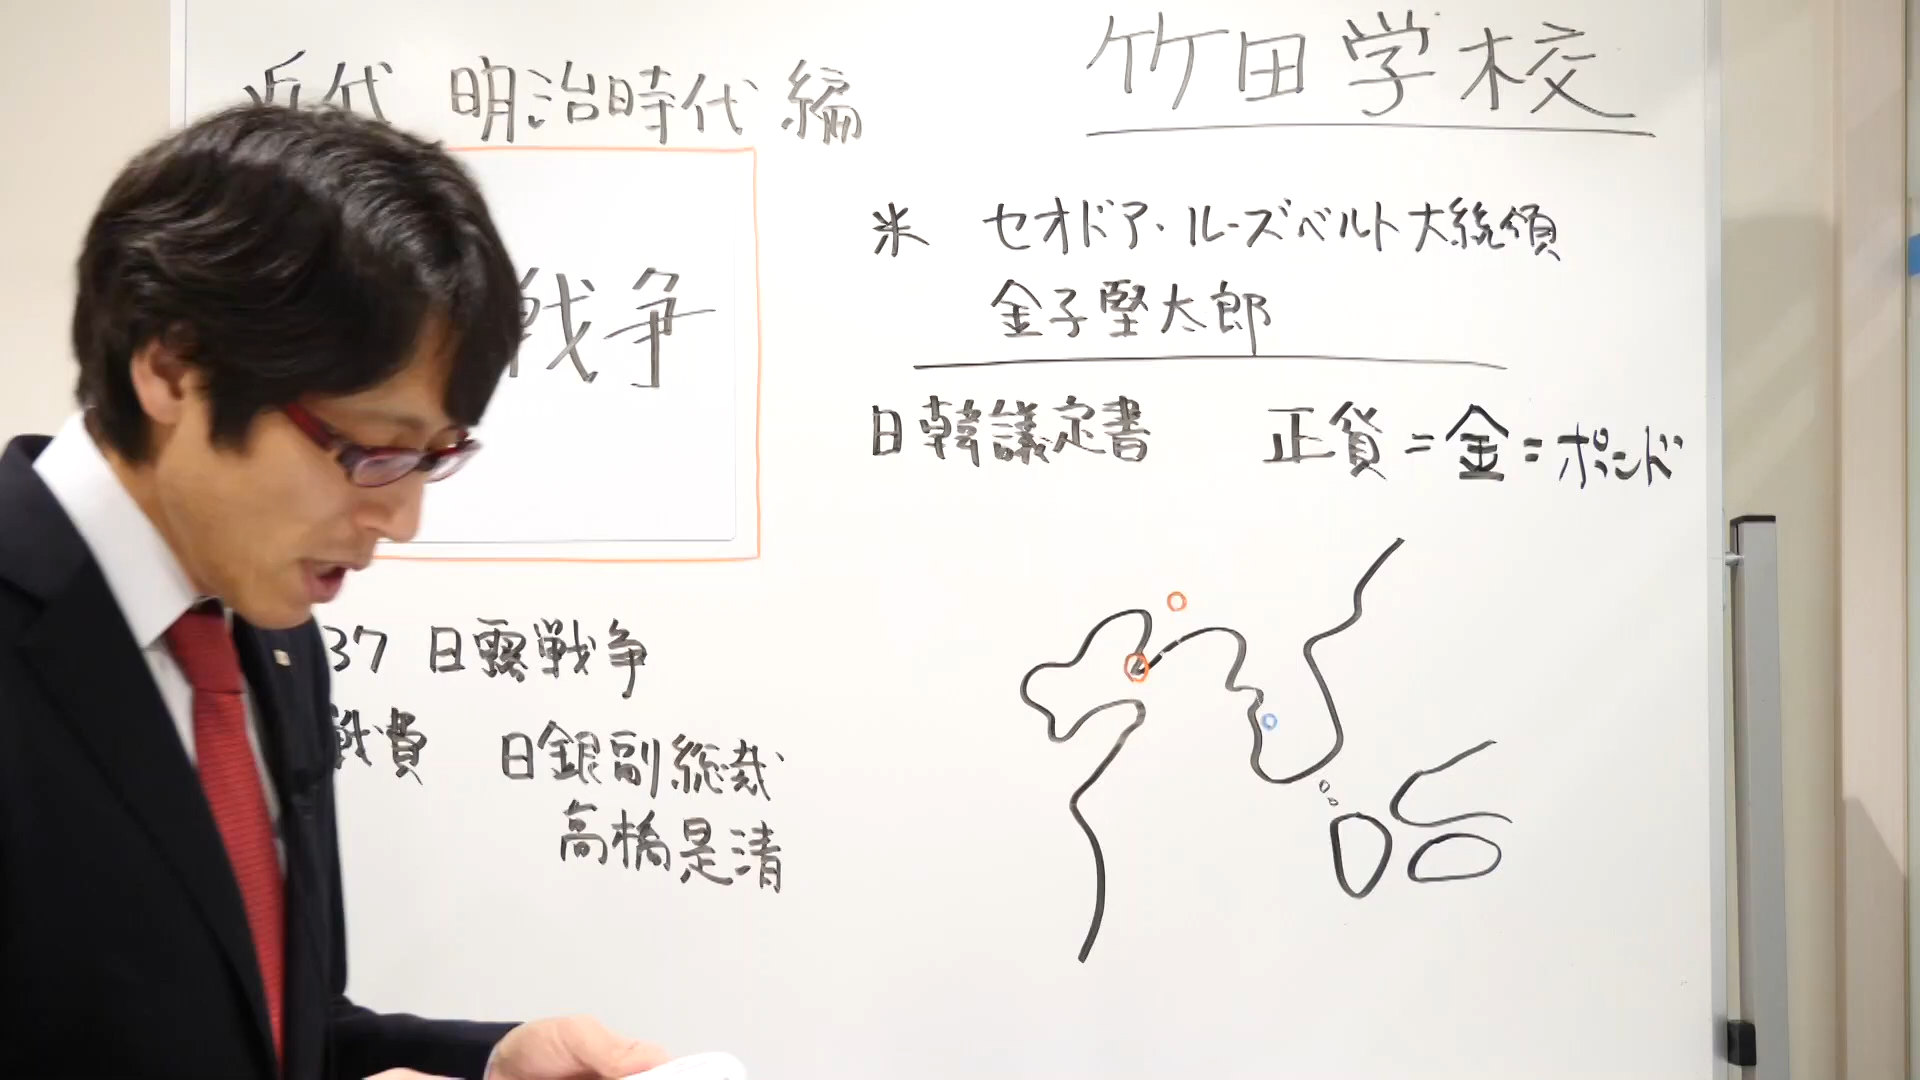 竹田学校
近代 明治時代編
戦争
37 日露戦争
戦費 日銀副総裁
高橋是清
米 セオドア・ルーズベルト大統領
金子堅太郎
日韓議定書 正貨=金=ポンド